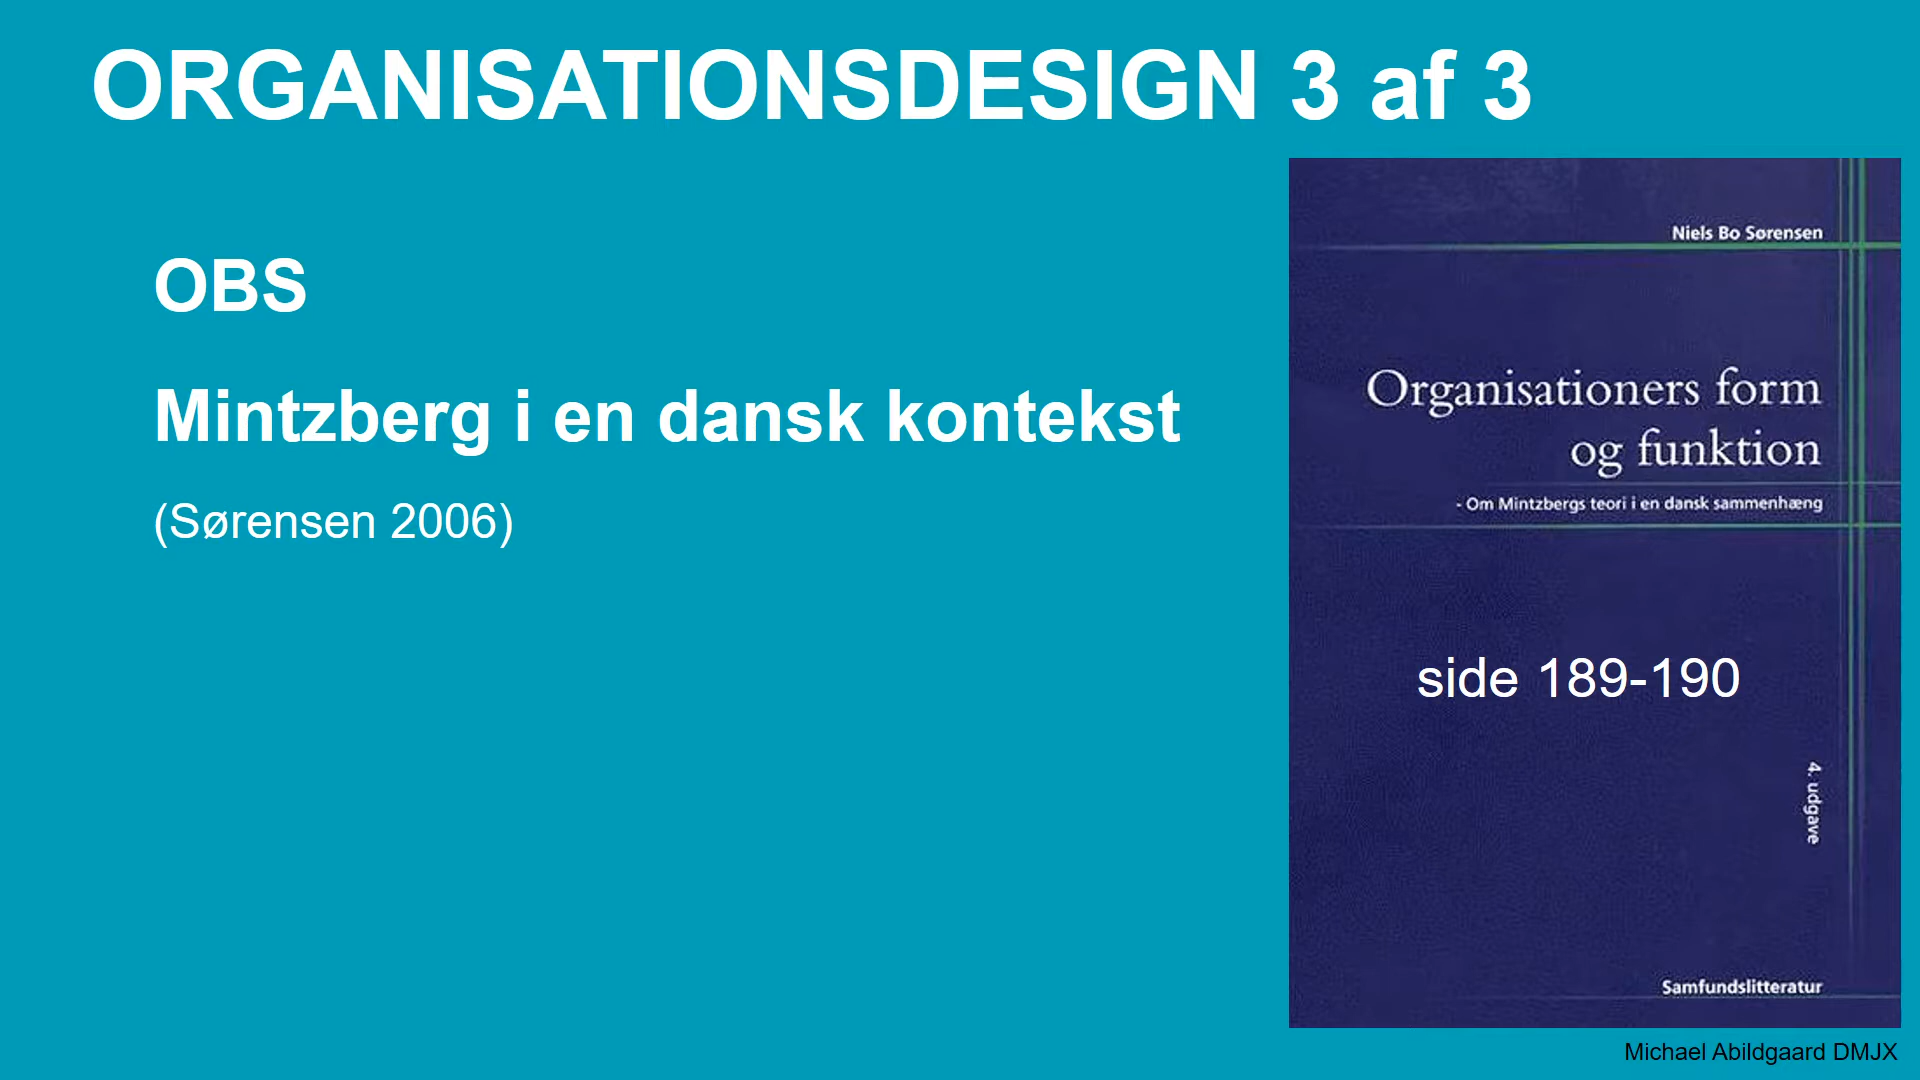 ORGANISATIONSDESIGN 3 af 3
OBS
Mintzberg i en dansk kontekst
(Sørensen 2006)
Niels Bo Sørensen
Organisationers form
og funktion
- Om Mintzbergs teori i en dansk sammenhæng
side 189-190
4. udgave
Samfundslitteratur
Michael Abildgaard DMJX